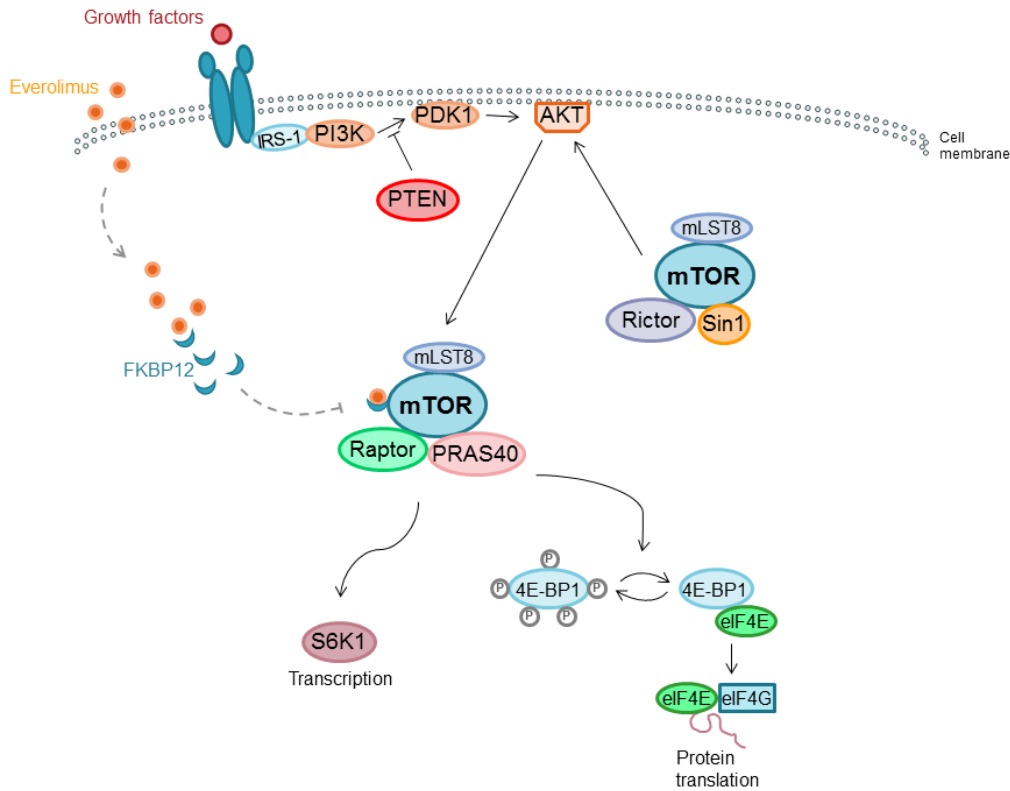 Growth factors
Everolimus
IRS-1
PI3K
PDK1
AKT
Cell
membrane
PTEN
mLST8
mTOR
Rictor
Sin1
FKBP12
mLST8
mTOR
Raptor
PRAS40
P
P
4E-BP1
P
P
P
4E-BP1
eIF4E
S6K1
Transcription
eIF4E
eIF4G
Protein
translation